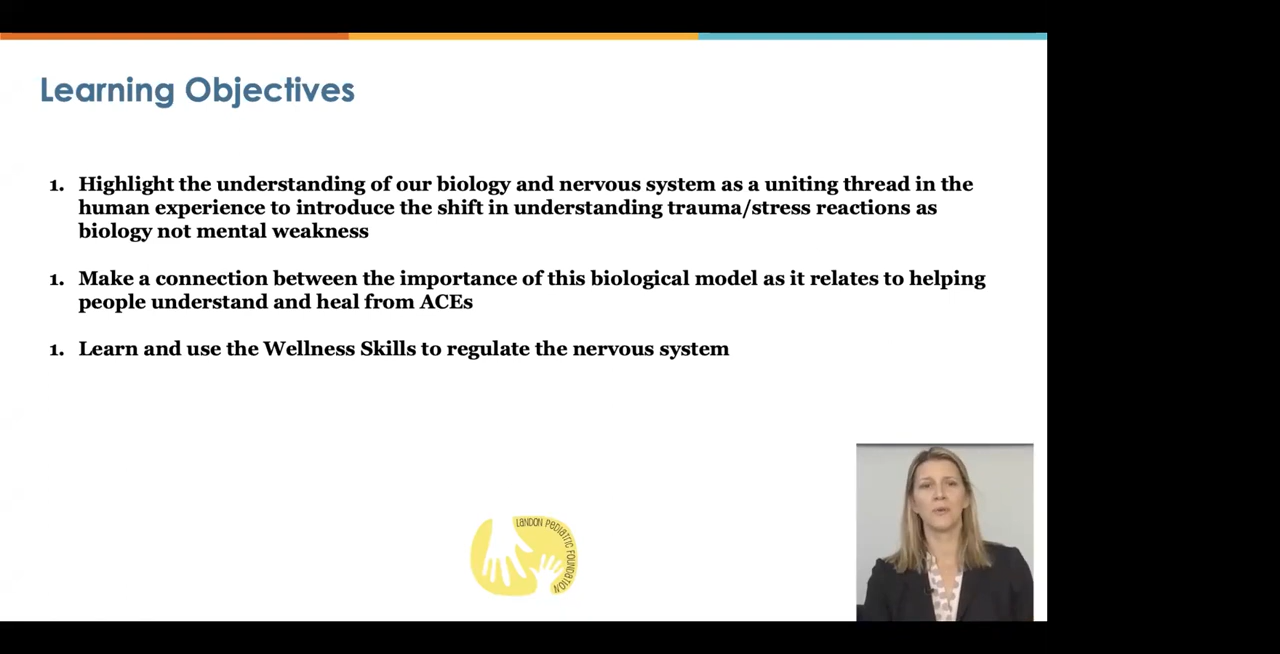 Learning Objectives
1. Highlight the understanding of our biology and nervous system as a uniting thread in the
human experience to introduce the shift in understanding trauma/stress reactions as
biology not mental weakness
1. Make a connection between the importance of this biological model as it relates to helping
people understand and heal from ACEs
1. Learn and use the Wellness Skills to regulate the nervous system
LANDON PEDIATRIC FOUNDATION